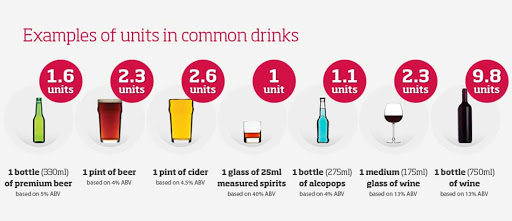 Examples of units in common drinks
1.6
units
2.3
units
2.6
units
1
unit
1.1
units
2.3
units
9.8
units
1 bottle (330ml)
of premium beer
based on 5% ABV
1 pint of beer
based on 4% ABV
1 pint of cider
based on 4.5% ABV
1 glass of 25ml
measured spirits
based on 40% ABV
1 bottle (275ml)
of alcopops
based on 4% ABV
1 medium (175ml)
glass of wine
based on 13% ABV
1 bottle (750ml)
of wine
based on 13% ABV